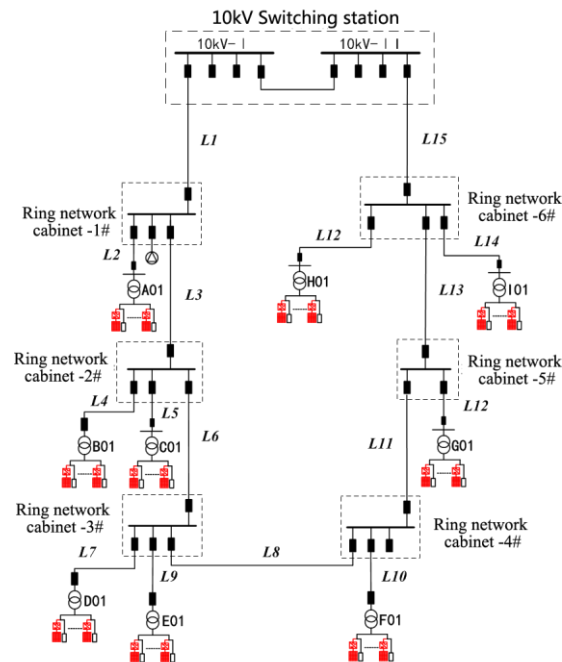 10kV Switching station
10kV- I
10kV- I I
L1
L15
Ring network
cabinet -1#
Ring network
cabinet -6#
L2
A01
L3
L12
H01
L13
L14
I01
Ring network
cabinet -2#
Ring network
cabinet -5#
L4
L5
L6
B01
C01
L11
L12
G01
Ring network
cabinet -3#
Ring network
cabinet -4#
L7
L9
L8
L10
D01
E01
F01